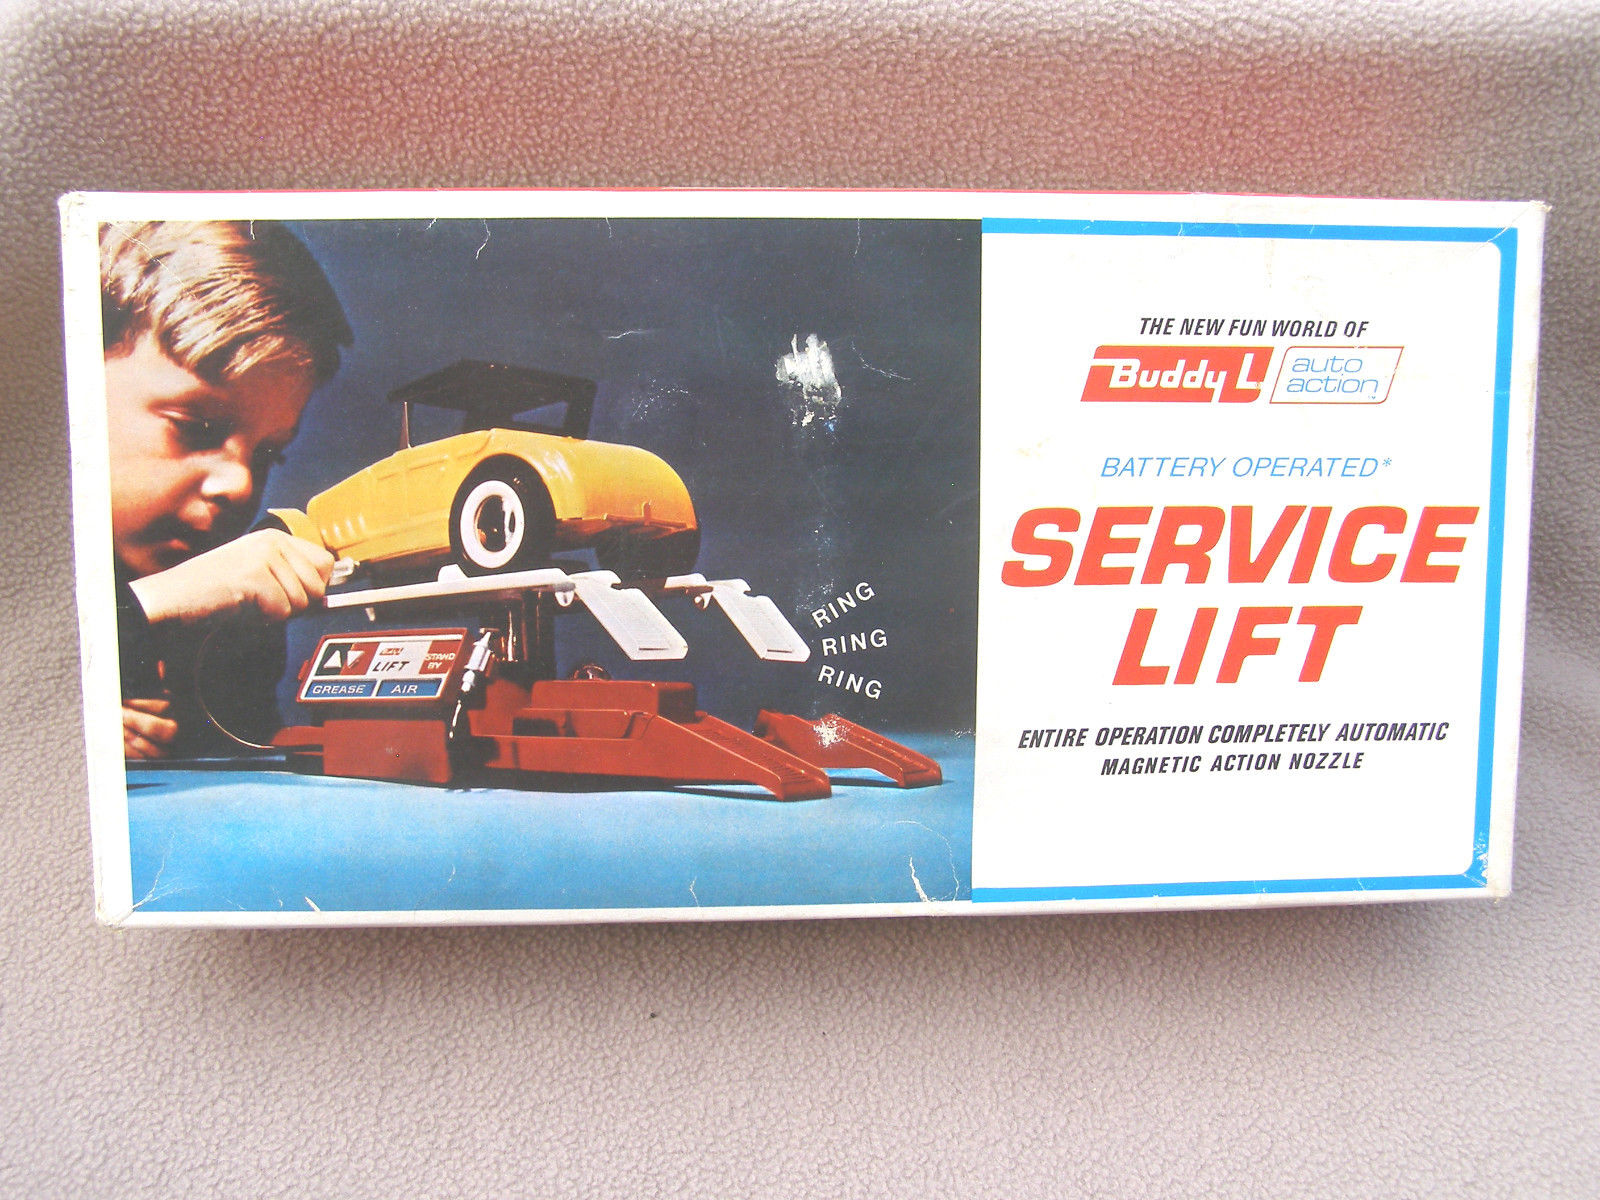 THE NEW FUN WORLD OF
Buddy L auto
action
BATTERY OPERATED*
SERVICE
LIFT
ENTIRE OPERATION COMPLETELY AUTOMATIC
MAGNETIC ACTION NOZZLE
RING
RING
RING
Buddy L
LIFT
STAND
BY
GREASE
AIR